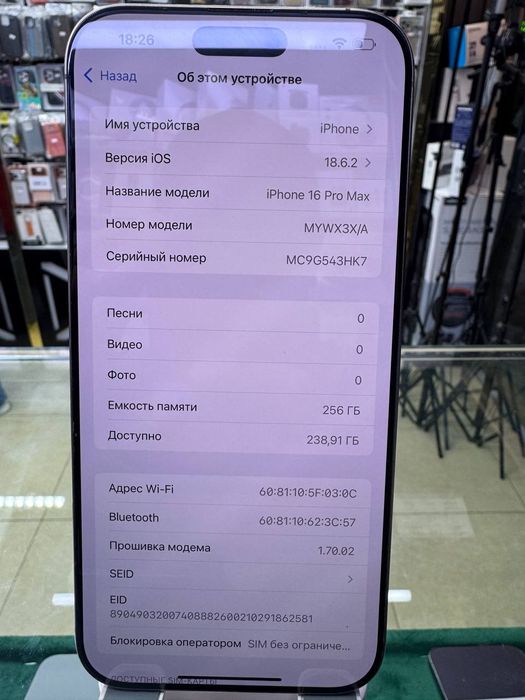 18:26
Назад
Об этом устройстве
Имя устройства iPhone
Версия iOS 18.6.2
Название модели iPhone 16 Pro Max
Номер модели MYWX3X/A
Серийный номер MC9G543HK7
Песни 0
Видео 0
Фото 0
Емкость памяти 256 ГБ
Доступно 238,91 ГБ
Адрес Wi-Fi 60:81:10:5F:03:0C
Bluetooth 60:81:10:62:3C:57
Прошивка модема 1.70.02
SEID
EID
89049032007408882600210291862581
Блокировка оператором SIM без ограниче...
ДОСТУПНЫЕ SIM-КАРТЫ